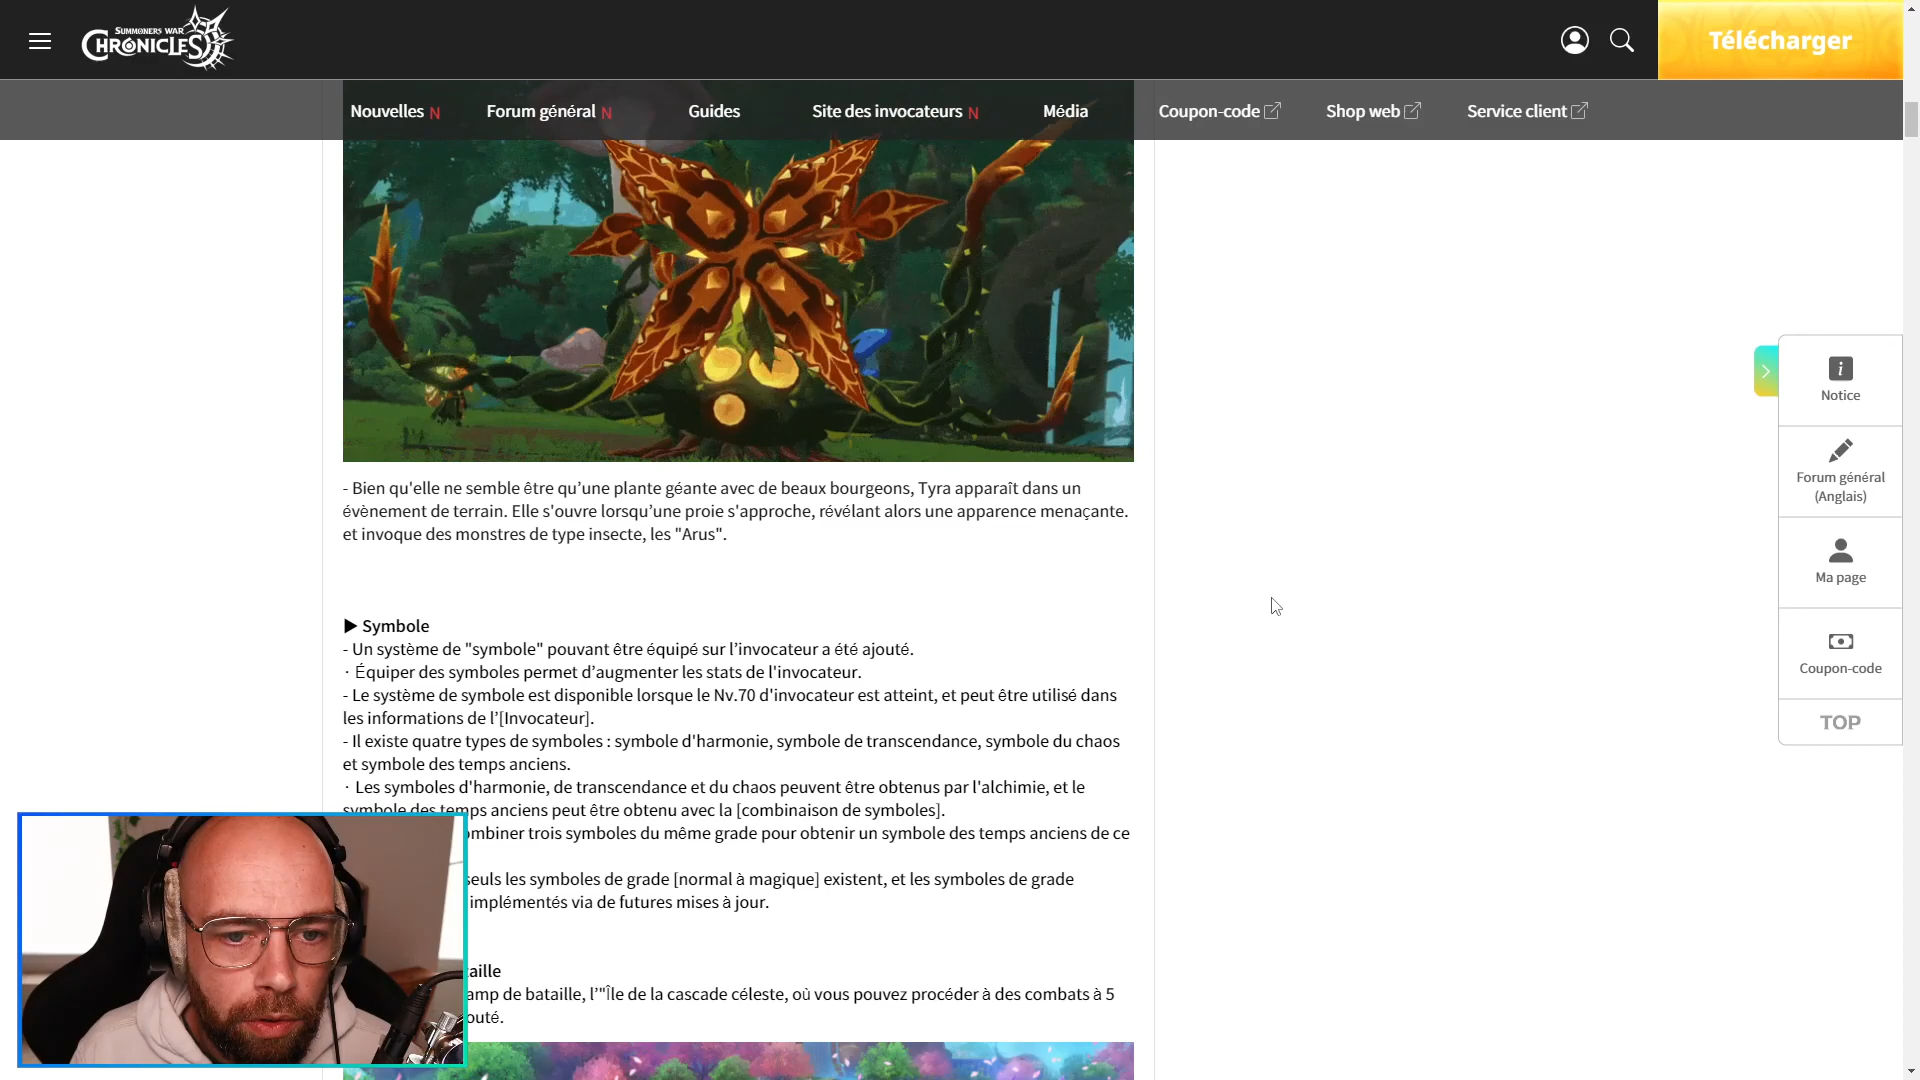 SUMMONERS WAR
CHRONICLES
Télécharger
Nouvelles N
Forum général N
Guides
Site des invocateurs N
Média
Coupon-code
Shop web
Service client
- Bien qu'elle ne semble être qu’une plante géante avec de beaux bourgeons, Tyra apparaît dans un
évènement de terrain. Elle s'ouvre lorsqu’une proie s'approche, révélant alors une apparence menaçante.
et invoque des monstres de type insecte, les "Arus".
▶ Symbole
- Un système de "symbole" pouvant être équipé sur l’invocateur a été ajouté.
· Équiper des symboles permet d’augmenter les stats de l'invocateur.
- Le système de symbole est disponible lorsque le Nv.70 d'invocateur est atteint, et peut être utilisé dans
les informations de l’[Invocateur].
- Il existe quatre types de symboles : symbole d'harmonie, symbole de transcendance, symbole du chaos
et symbole des temps anciens.
· Les symboles d'harmonie, de transcendance et du chaos peuvent être obtenus par l'alchimie, et le
symbole des temps anciens peut être obtenu avec la [combinaison de symboles].
ombiner trois symboles du même grade pour obtenir un symbole des temps anciens de ce
seuls les symboles de grade [normal à magique] existent, et les symboles de grade
implémentés via de futures mises à jour.
aille
amp de bataille, l’"Île de la cascade céleste, où vous pouvez procéder à des combats à 5
outé.
Notice
Forum général
(Anglais)
Ma page
Coupon-code
TOP